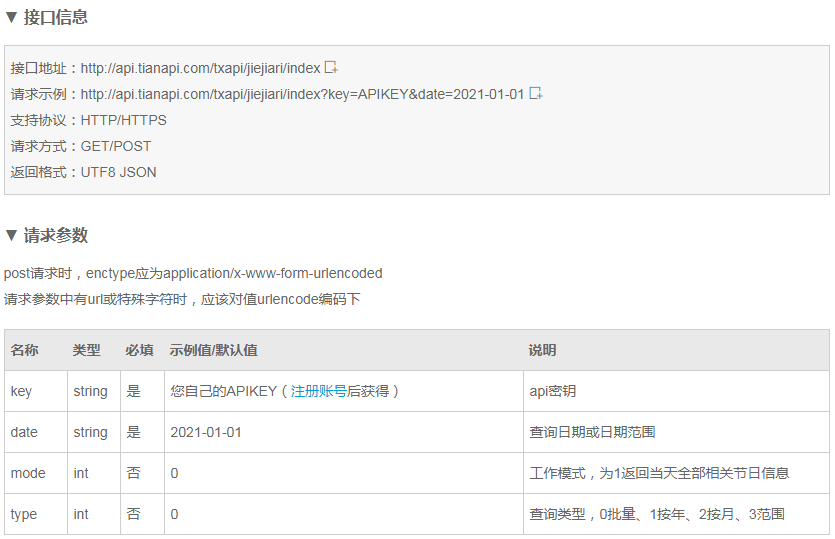 ▼ 接口信息
接口地址：http://api.tianapi.com/txapi/jiejiari/index
请求示例：http://api.tianapi.com/txapi/jiejiari/index?key=APIKEY&date=2021-01-01
支持协议：HTTP/HTTPS
请求方式：GET/POST
返回格式：UTF8 JSON
▼ 请求参数
post请求时，enctype应为application/x-www-form-urlencoded
请求参数中有url或特殊字符时，应该对值urlencode编码下
名称 类型 必填 示例值/默认值 说明
key string 是 您自己的APIKEY（注册账号后获得） api密钥
date string 是 2021-01-01 查询日期或日期范围
mode int 否 0 工作模式，为1返回当天全部相关节日信息
type int 否 0 查询类型，0批量、1按年、2按月、3范围